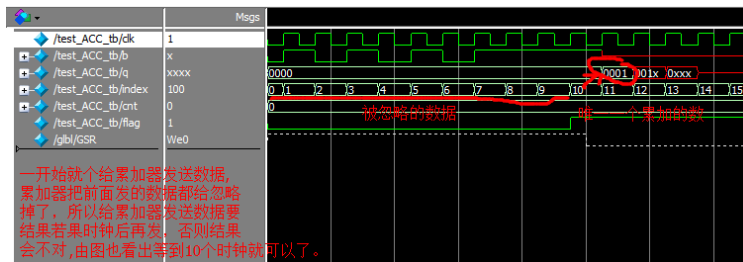 Msgs
/test_ACC_tb/clk 1
/test_ACC_tb/b x
/test_ACC_tb/q xxxx 0000 0001 001x 0xxx
/test_ACC_tb/index 100 0 1 2 3 4 5 6 7 8 9 10 11 12 13 14 15
/test_ACC_tb/cnt 0 0
/test_ACC_tb/flag 1
/glbl/GSR We0
被忽略的数据 唯一一个累加的数
一开始就个给累加器发送数据,
累加器把前面发的数据都给忽略
掉了，所以给累加器发送数据要
结果若果时钟后再发，否则结果
会不对,由图也看出等到10个时钟就可以了。